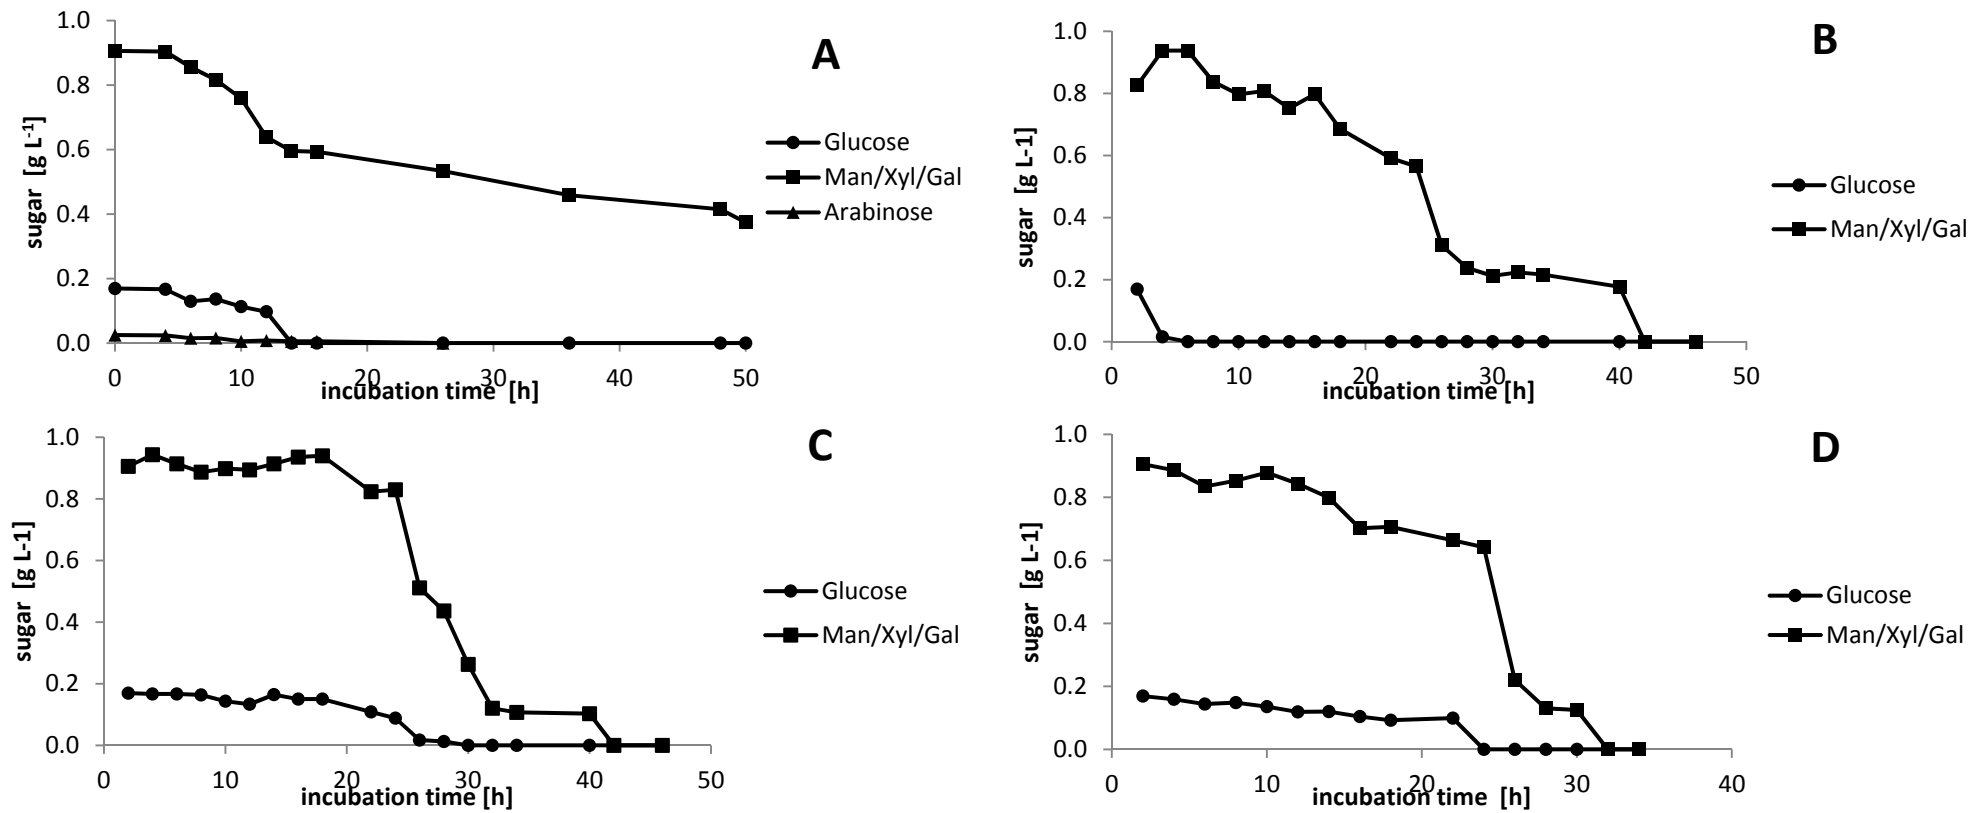 A
1.0
0.8
0.6
0.4
0.2
0.0
sugar [g L-1]
0 10 20 30 40 50
incubation time [h]
Glucose
Man/Xyl/Gal
Arabinose
B
1.0
0.8
0.6
0.4
0.2
0.0
sugar [g L-1]
0 10 20 30 40 50
incubation time [h]
Glucose
Man/Xyl/Gal
C
1.0
0.8
0.6
0.4
0.2
0.0
sugar [g L-1]
0 10 20 30 40 50
incubation time [h]
Glucose
Man/Xyl/Gal
D
1.0
0.8
0.6
0.4
0.2
0.0
sugar [g L-1]
0 10 20 30 40
incubation time [h]
Glucose
Man/Xyl/Gal